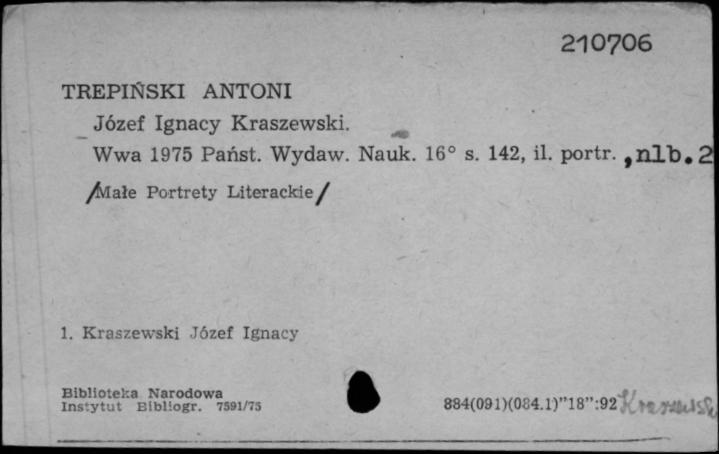 210706
TREPIŃSKI ANTONI
Józef Ignacy Kraszewski.
Wwa 1975 Państ. Wydaw. Nauk. 16° s. 142, il. portr. , nlb. 2
/Małe Portrety Literackie/
1. Kraszewski Józef Ignacy
Biblioteka Narodowa
Instytut Bibliogr. 7591/75
884(091)(084.1)"18":92 Kraszewski